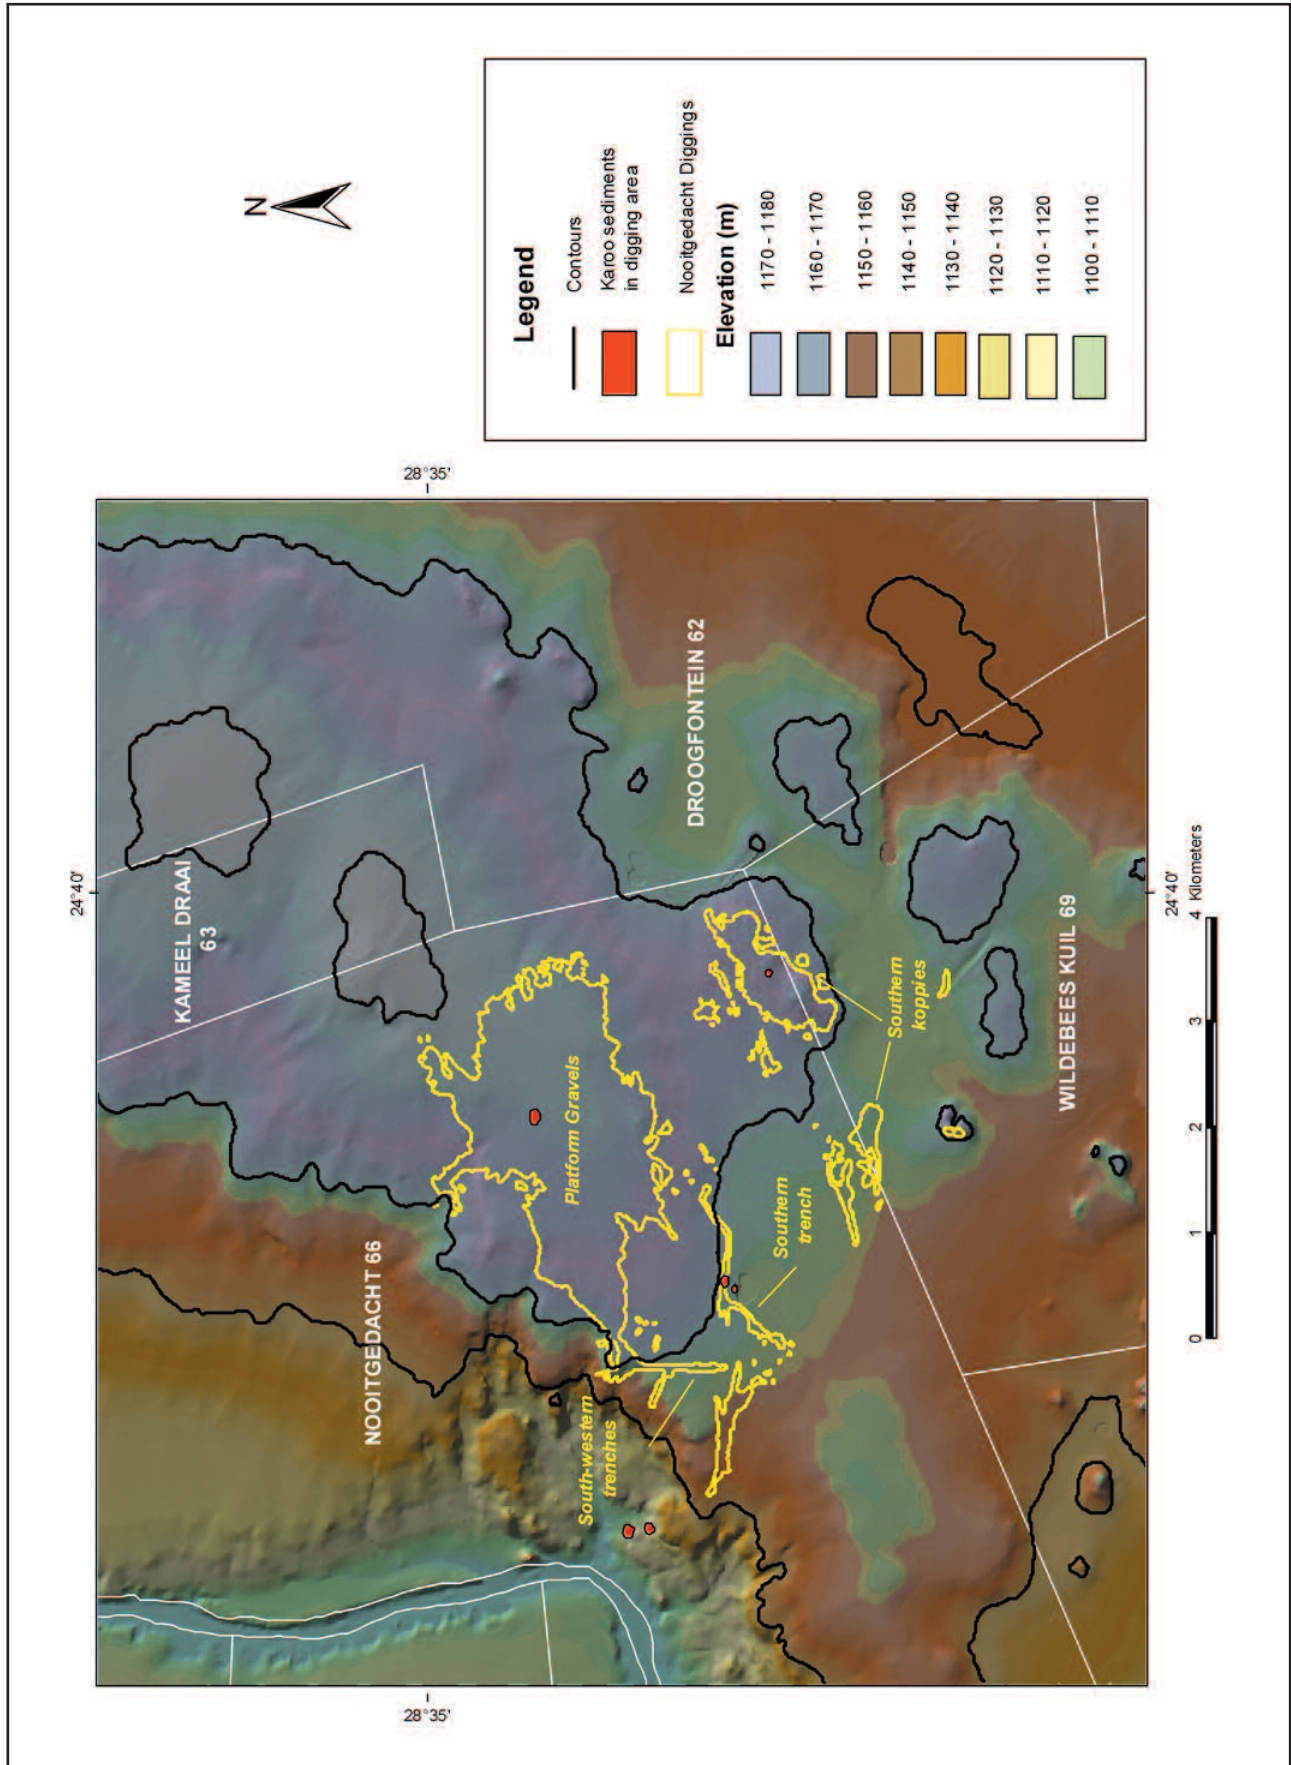 N
Legend
Contours
Karoo sediments
in digging area
Nooitgedacht Diggings
Elevation (m)
1170 - 1180
1160 - 1170
1150 - 1160
1140 - 1150
1130 - 1140
1120 - 1130
1110 - 1120
1100 - 1110
28°35'
24°40'
KAMEEL DRAAI
63
DROOGFONTEIN 62
NOOITGEDACHT 66
WILDEBEES KUIL 69
Platform Gravels
Southern
koppies
Southern
trench
South-western
trenches
28°35'
24°40'
0 1 2 3 4
Kilometers